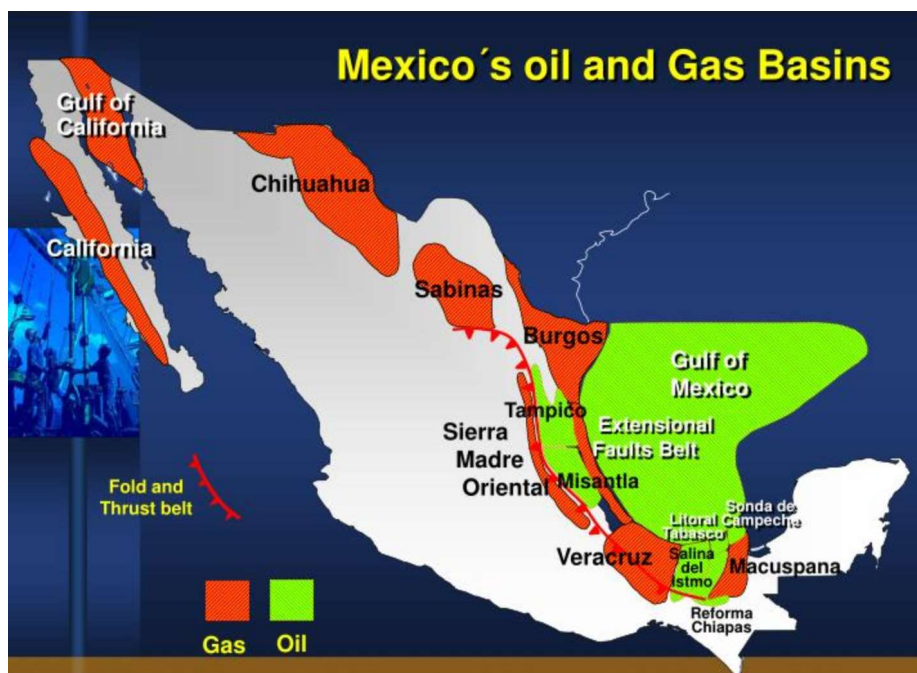 Mexico´s oil and Gas Basins
Gulf of
California
Chihuahua
California
Sabinas
Burgos
Gulf of
Mexico
Tampico
Extensional
Faults Belt
Sierra
Madre
Oriental
Misantla
Fold and
Thrust belt
Sonda de
Campeche
Litoral
Tabasco
Veracruz
Salina
del
Istmo
Macuspana
Reforma
Chiapas
Gas
Oil